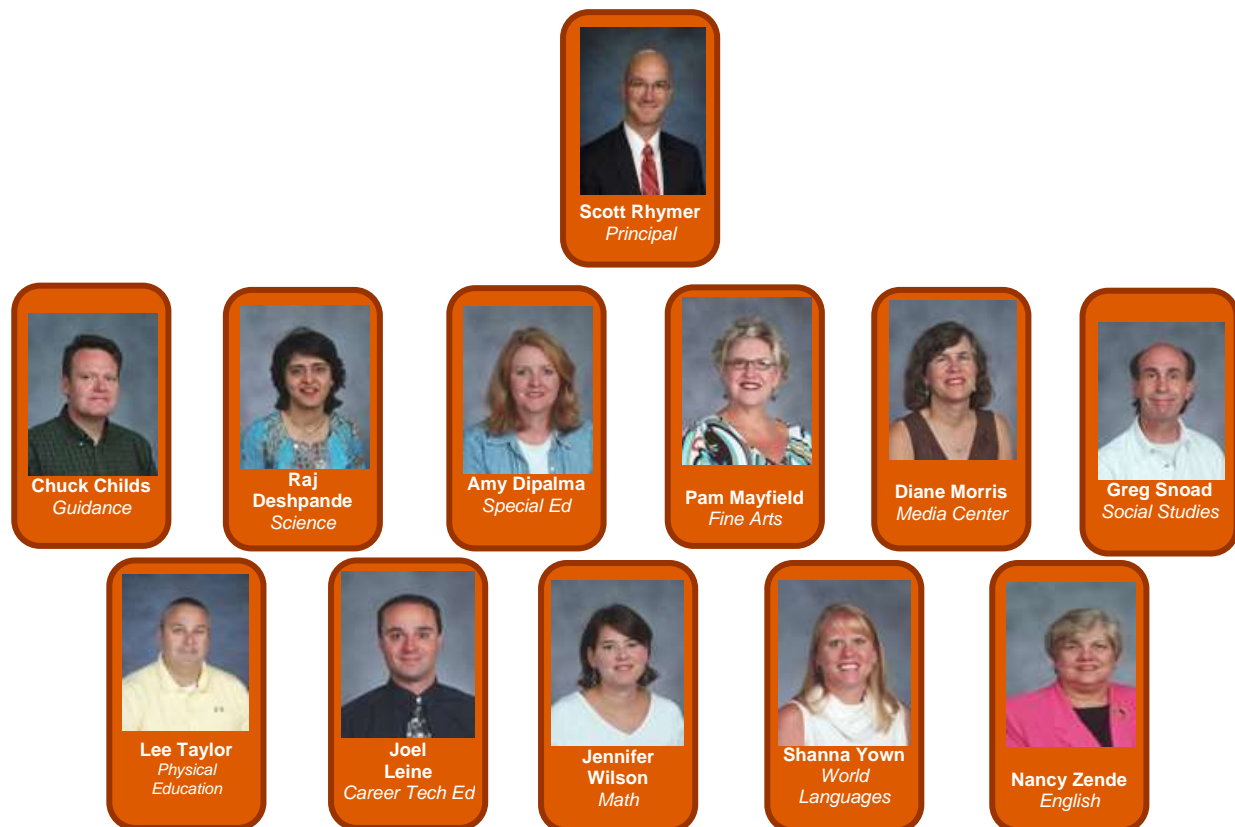 Scott Rhymer
Principal
Chuck Childs
Guidance
Raj
Deshpande
Science
Amy Dipalma
Special Ed
Pam Mayfield
Fine Arts
Diane Morris
Media Center
Greg Snoad
Social Studies
Lee Taylor
Physical
Education
Joel
Leine
Career Tech Ed
Jennifer
Wilson
Math
Shanna Yown
World
Languages
Nancy Zende
English